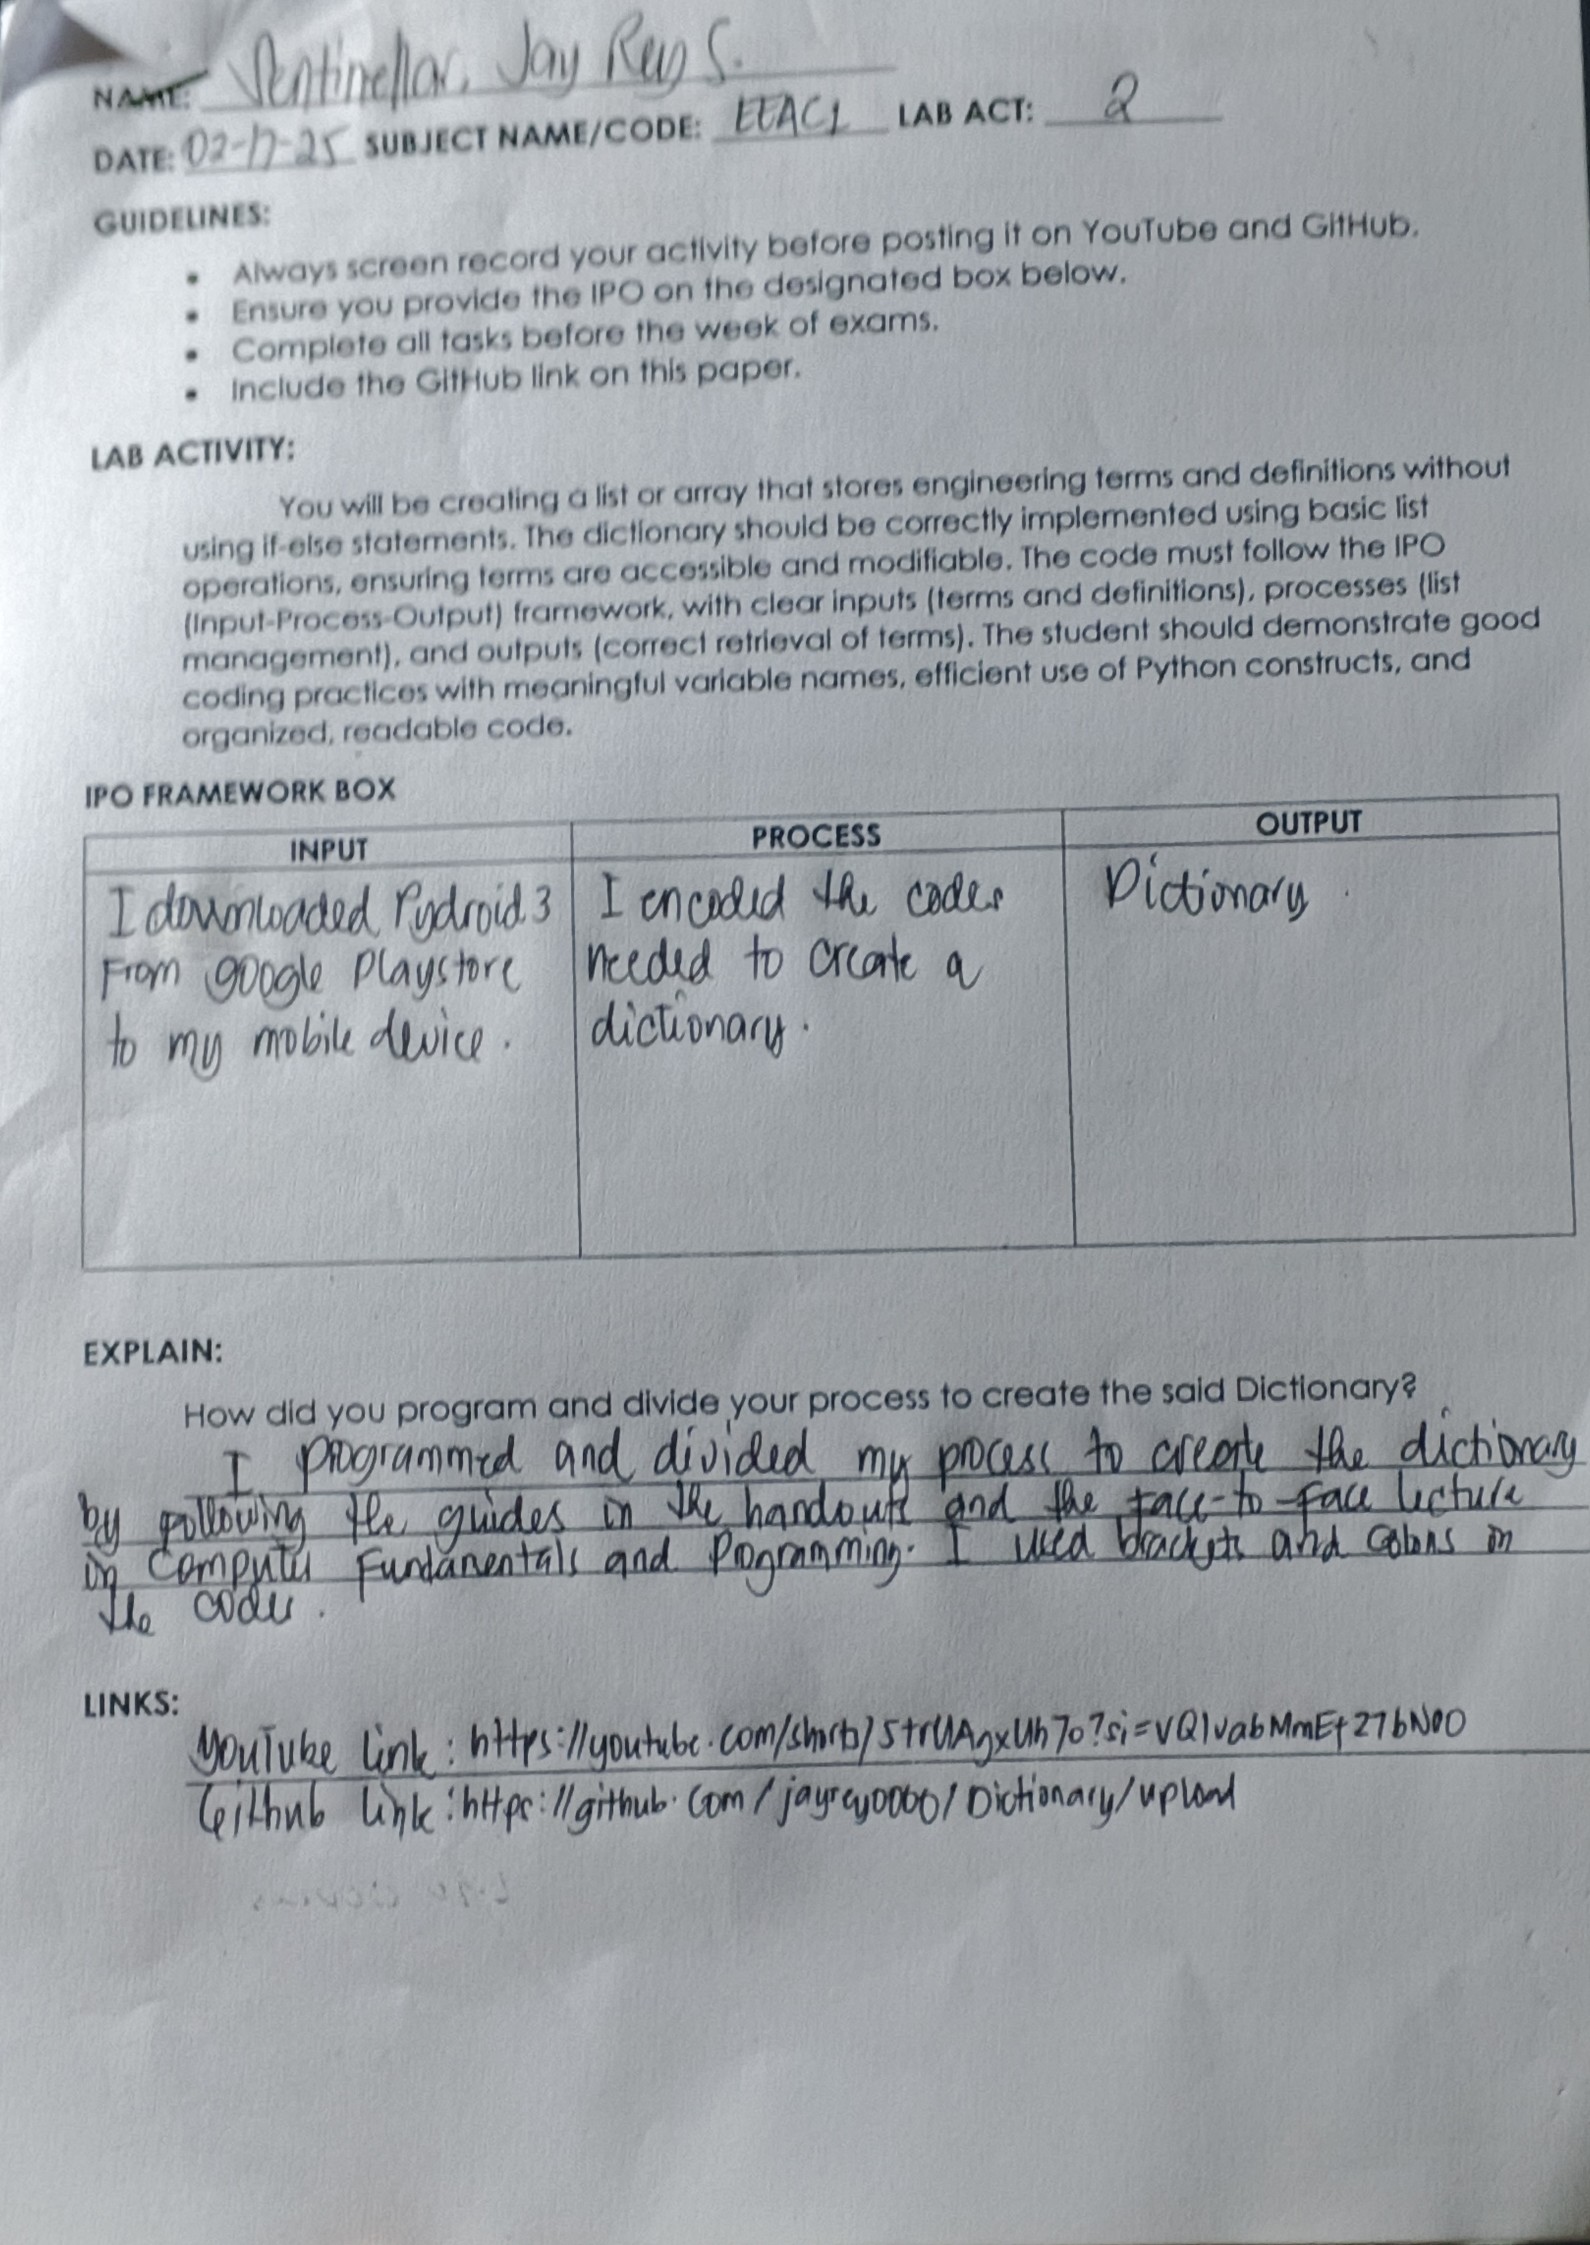 NAME: Sentinellar, Jay Rey S.
DATE: 02-17-25 SUBJECT NAME/CODE: EEAC1 LAB ACT: 2
GUIDELINES:
• Always screen record your activity before posting it on YouTube and GitHub.
• Ensure you provide the IPO on the designated box below.
• Complete all tasks before the week of exams.
• Include the GitHub link on this paper.
LAB ACTIVITY:
You will be creating a list or array that stores engineering terms and definitions without
using if-else statements. The dictionary should be correctly implemented using basic list
operations, ensuring terms are accessible and modifiable. The code must follow the IPO
(Input-Process-Output) framework, with clear inputs (terms and definitions), processes (list
management), and outputs (correct retrieval of terms). The student should demonstrate good
coding practices with meaningful variable names, efficient use of Python constructs, and
organized, readable code.
IPO FRAMEWORK BOX
INPUT
I downloaded Pydroid 3
From google playstore
to my mobile device.
PROCESS
I encoded the codes
needed to create a
dictionary.
OUTPUT
Dictionary.
EXPLAIN:
How did you program and divide your process to create the said Dictionary?
I programmed and divided my process to create the dictionary
by following the guides in the handouts and the face-to-face lecture
in Computer Fundamentals and Programming. I used brackets and colons in
the codes.
LINKS:
YouTube link: https://youtube.com/shorts/
Github link: https://github.com/jayrey0000/Dictionary/upload